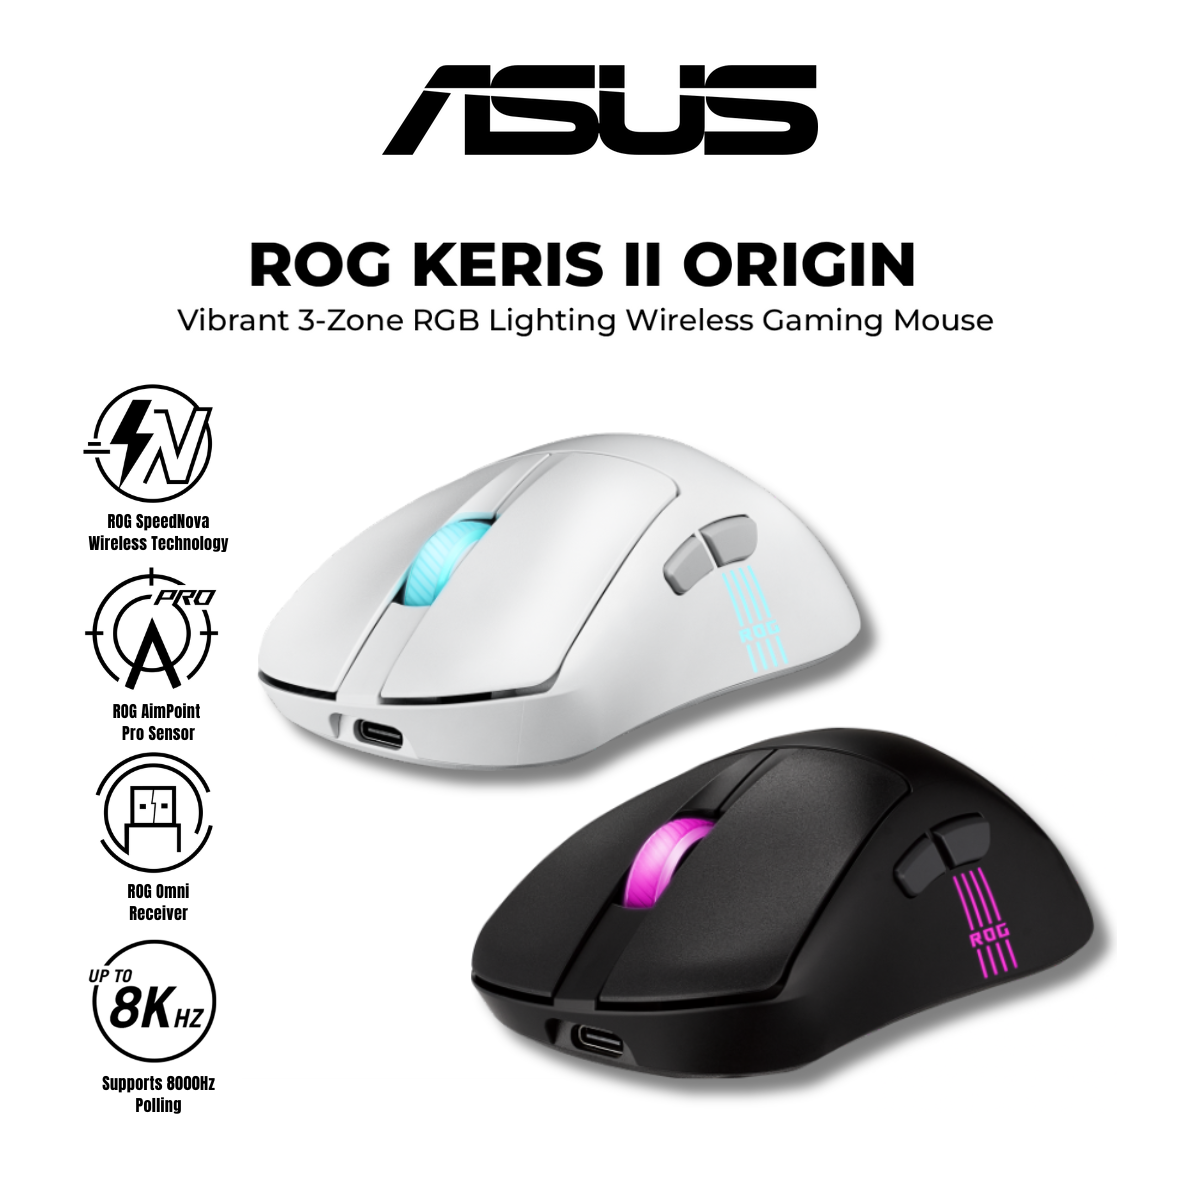 ASUS
ROG KERIS II ORIGIN
Vibrant 3-Zone RGB Lighting Wireless Gaming Mouse
N
ROG SpeedNova
Wireless Technology
PRO
ROG AimPoint
Pro Sensor
ROG Omni
Receiver
UP TO
8K HZ
Supports 8000Hz
Polling
ROG
ROG